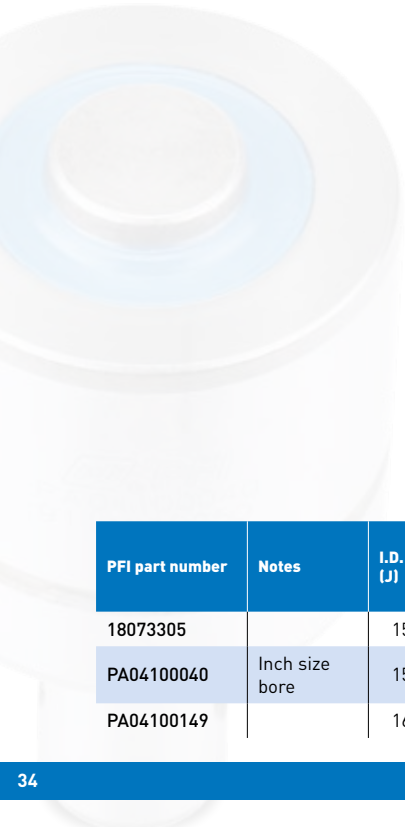 PFI part number Notes I.D.
(J)
18073305
PA04100040 Inch size
bore
PA04100149
34